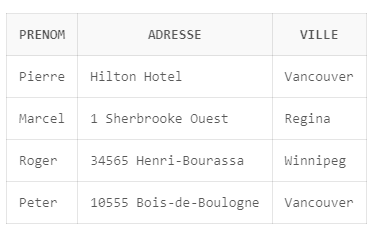 PRENOM ADRESSE VILLE
Pierre Hilton Hotel Vancouver
Marcel 1 Sherbrooke Ouest Regina
Roger 34565 Henri-Bourassa Winnipeg
Peter 10555 Bois-de-Boulogne Vancouver